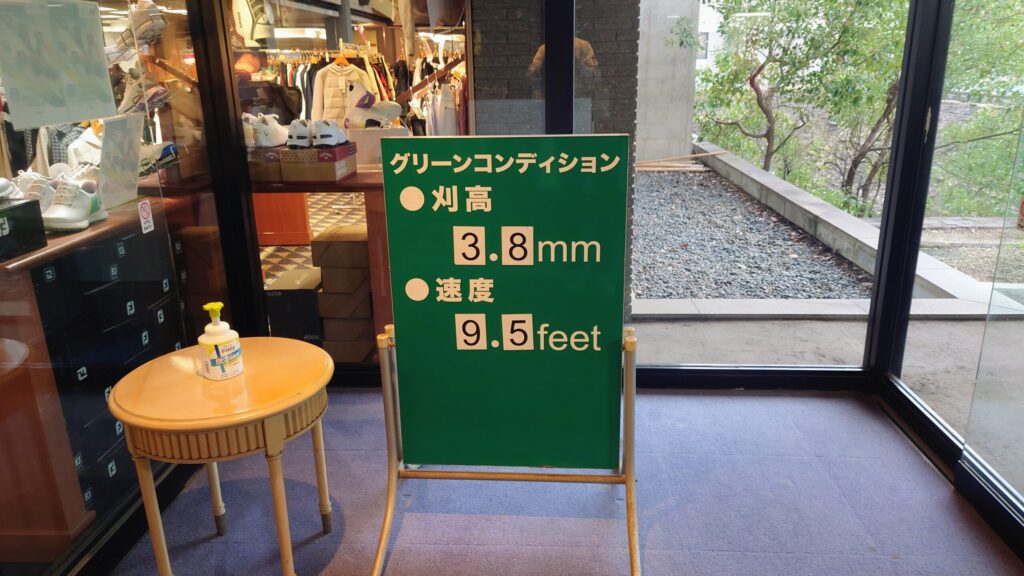 グリーンコンディション
●刈高
3.8mm
●速度
9.5feet